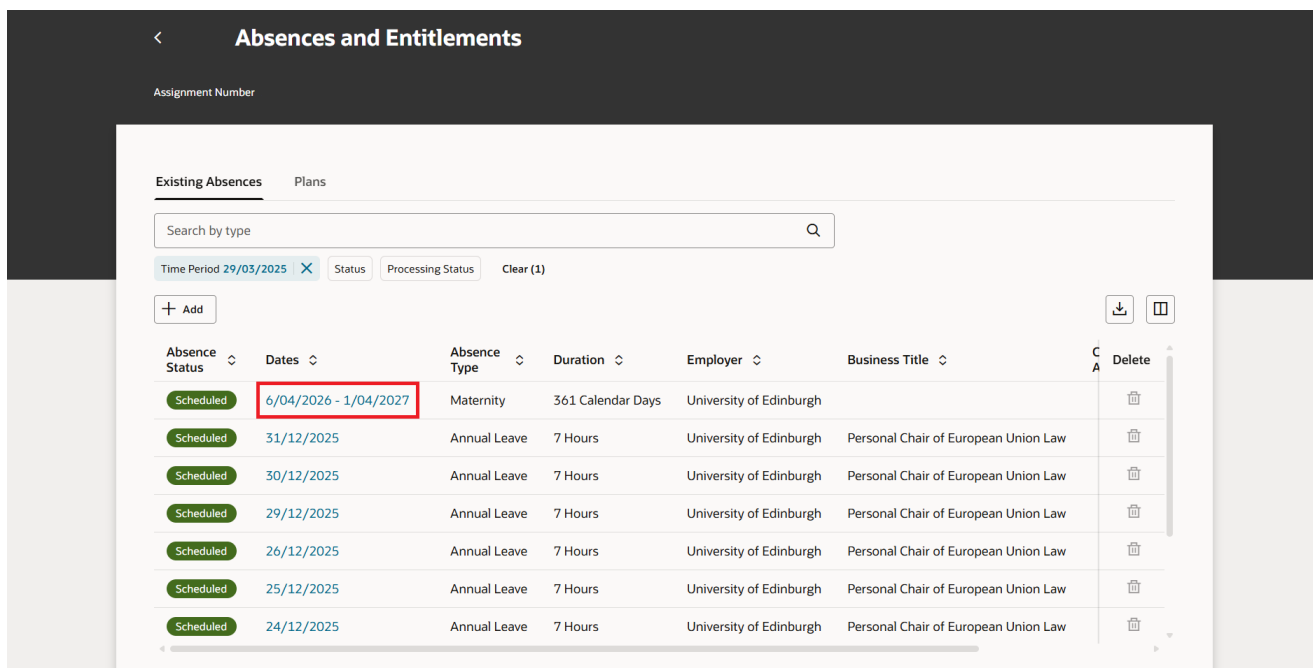 Absences and Entitlements
Assignment Number
Existing Absences Plans
Search by type
Time Period 29/03/2025 Status Processing Status Clear (1)
Add
Absence Status Dates Absence Type Duration Employer Business Title C A Delete
Scheduled 6/04/2026 - 1/04/2027 Maternity 361 Calendar Days University of Edinburgh
Scheduled 31/12/2025 Annual Leave 7 Hours University of Edinburgh Personal Chair of European Union Law
Scheduled 30/12/2025 Annual Leave 7 Hours University of Edinburgh Personal Chair of European Union Law
Scheduled 29/12/2025 Annual Leave 7 Hours University of Edinburgh Personal Chair of European Union Law
Scheduled 26/12/2025 Annual Leave 7 Hours University of Edinburgh Personal Chair of European Union Law
Scheduled 25/12/2025 Annual Leave 7 Hours University of Edinburgh Personal Chair of European Union Law
Scheduled 24/12/2025 Annual Leave 7 Hours University of Edinburgh Personal Chair of European Union Law